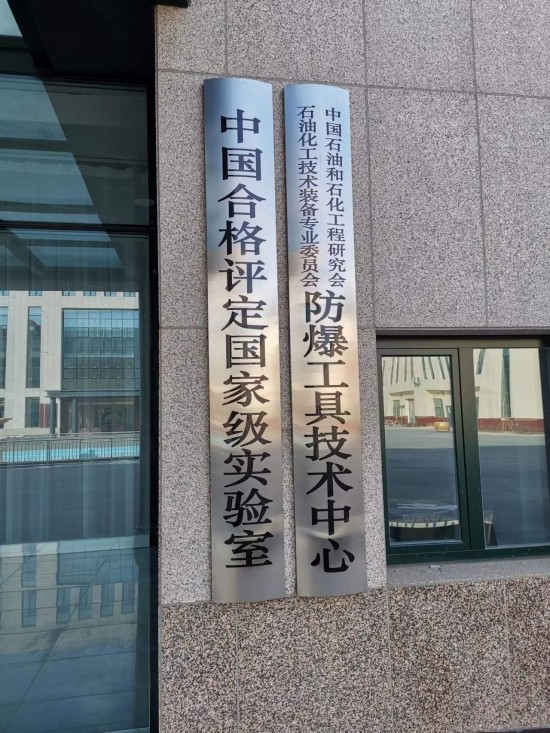 中国石油和石化工程研究会
石油化工技术装备专业委员会
防爆工具技术中心
中国合格评定国家级实验室